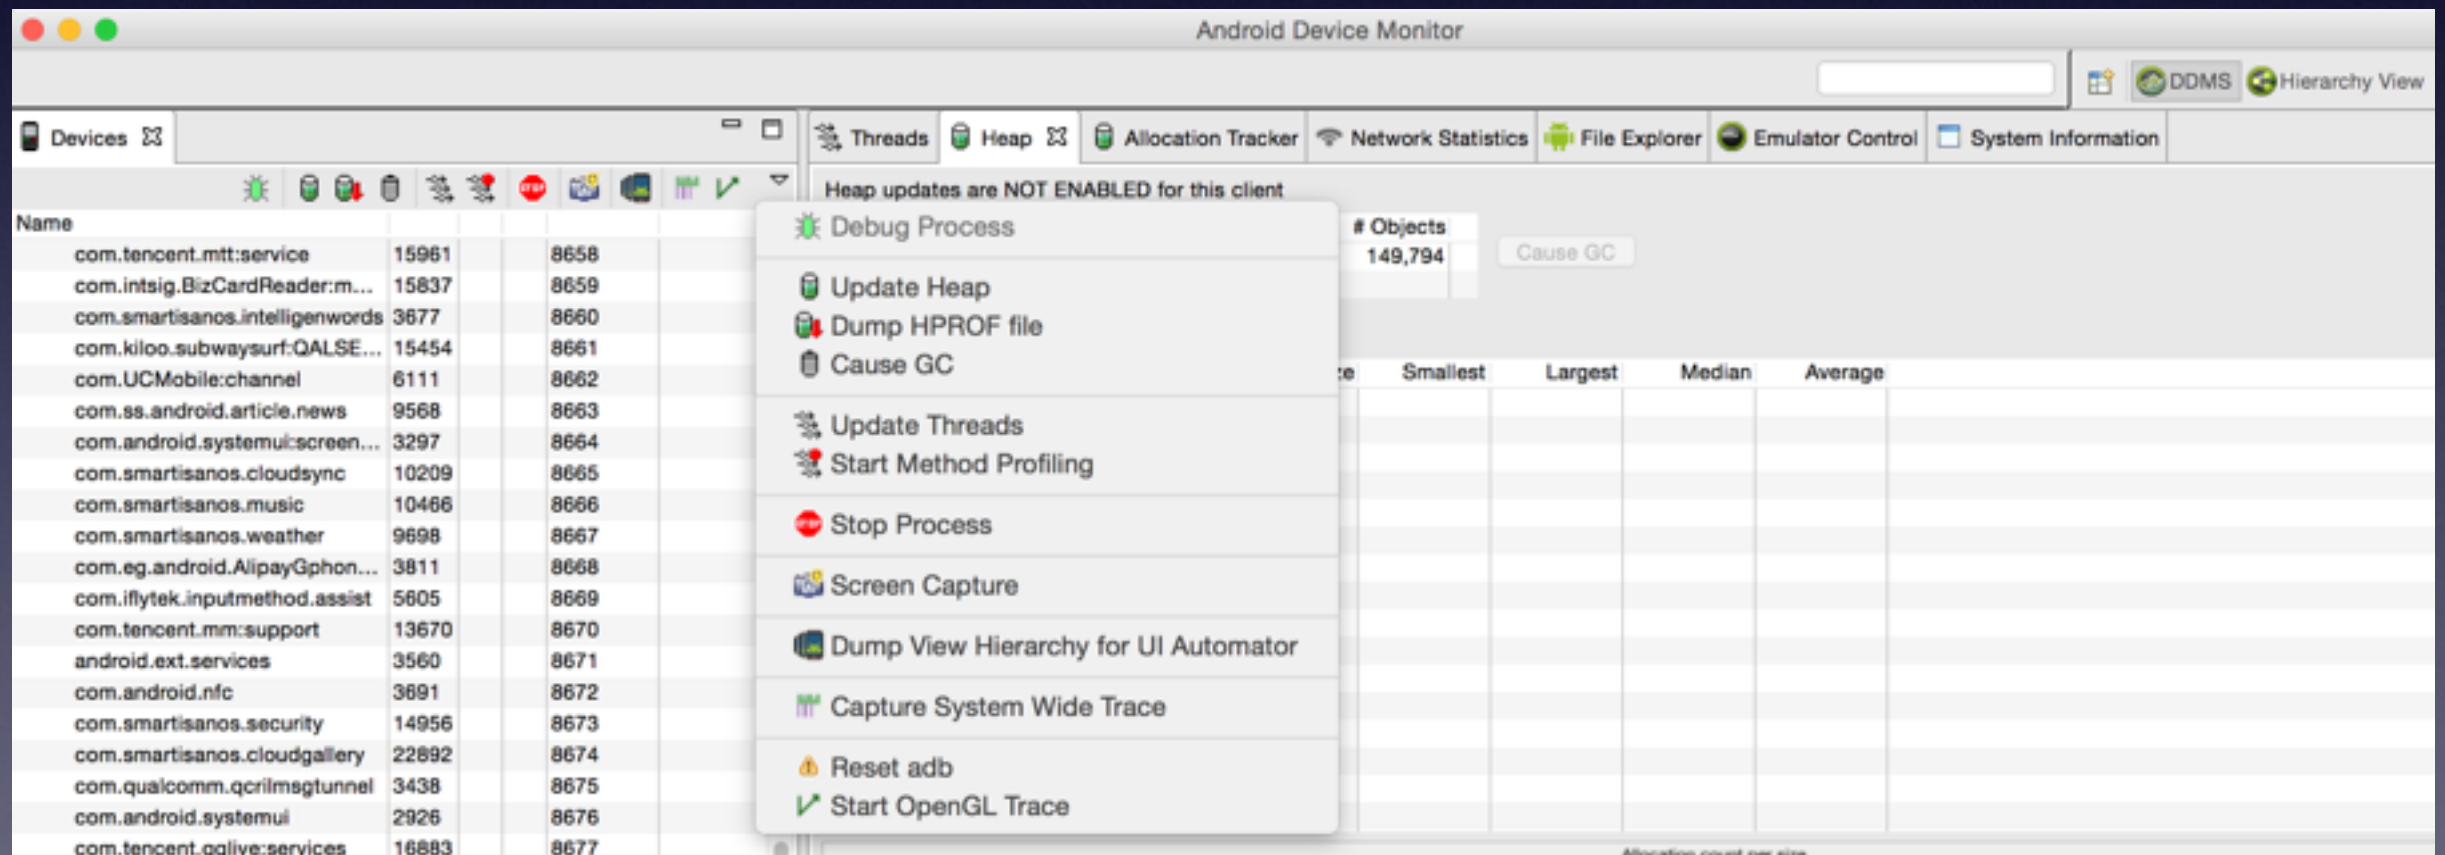 Android Device Monitor
DDMS Hierarchy View
Devices
Threads Heap Allocation Tracker Network Statistics File Explorer Emulator Control System Information
Heap updates are NOT ENABLED for this client
Name
com.tencent.mtt:service 15961 8658
com.intsig.BizCardReader:m... 15837 8659
com.smartisanos.intelligenwords 3677 8660
com.kiloo.subwaysurf:QALSE... 15454 8661
com.UCMobile:channel 6111 8662
com.ss.android.article.news 9568 8663
com.android.systemui:screen... 3297 8664
com.smartisanos.cloudsync 10209 8665
com.smartisanos.music 10466 8666
com.smartisanos.weather 9698 8667
com.eg.android.AlipayGphon... 3811 8668
com.iflytek.inputmethod.assist 5605 8669
com.tencent.mm:support 13670 8670
android.ext.services 3560 8671
com.android.nfc 3691 8672
com.smartisanos.security 14956 8673
com.smartisanos.cloudgallery 22892 8674
com.qualcomm.qcrilmsgtunnel 3438 8675
com.android.systemui 2926 8676
com.tencent.qqlive:services 16883 8677
Debug Process
Update Heap
Dump HPROF file
Cause GC
Update Threads
Start Method Profiling
Stop Process
Screen Capture
Dump View Hierarchy for UI Automator
Capture System Wide Trace
Reset adb
Start OpenGL Trace
# Objects
149,794
Cause GC
Smallest Largest Median Average
Allocation count per size